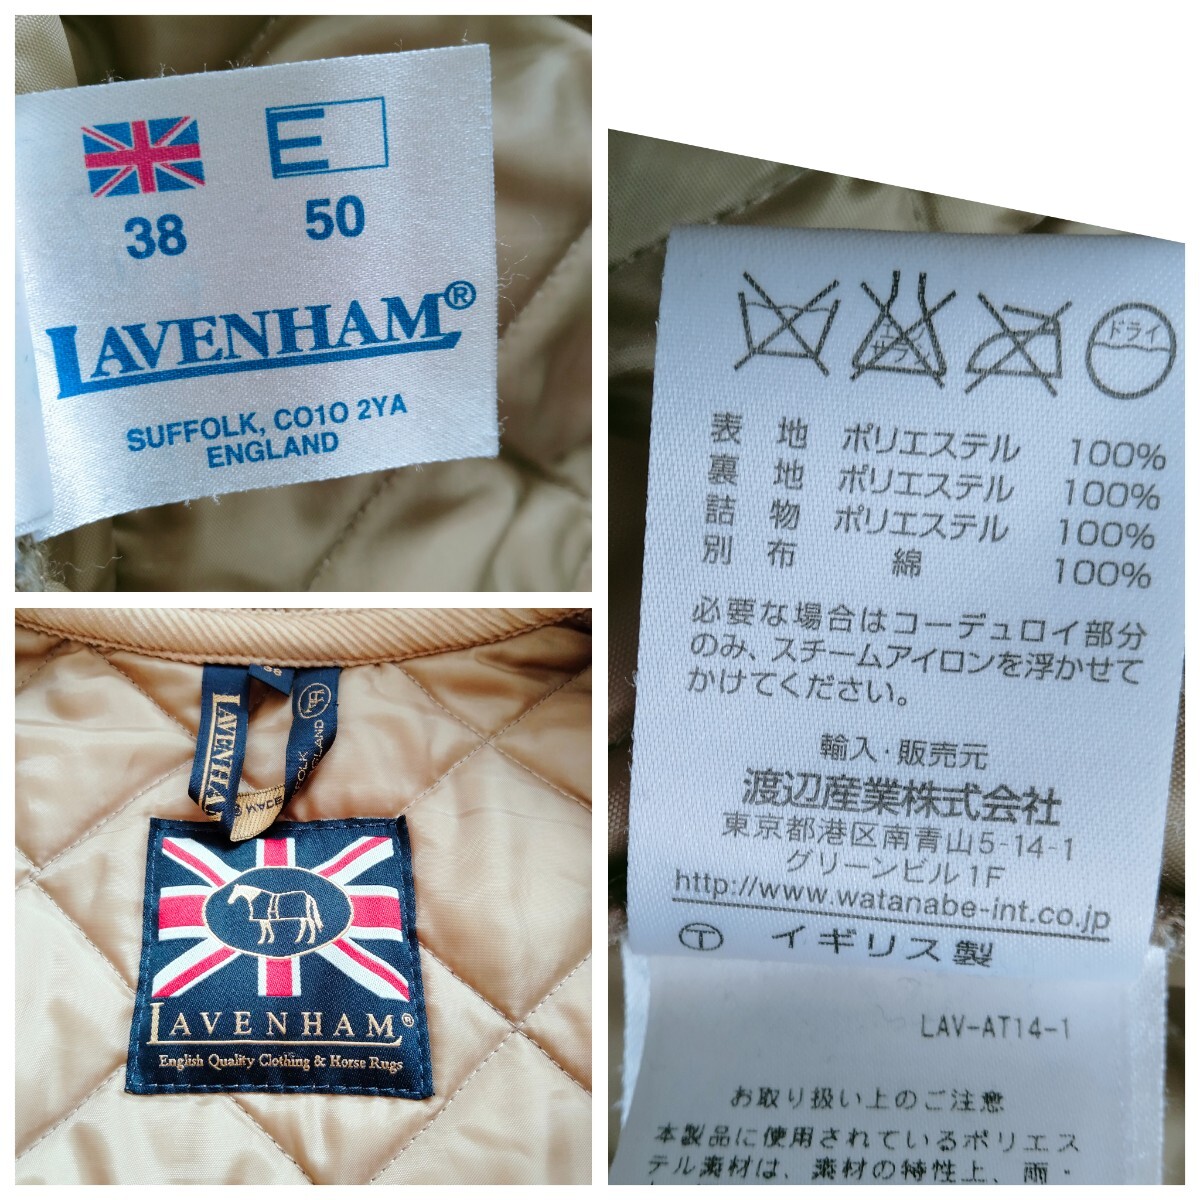 E
38 50
LAVENHAM®
SUFFOLK, CO10 2YA
ENGLAND
LAVENHAM
ENGLAND
LAVENHAM®
English Quality Clothing & Horse Rugs
エンソサラ
ドライ
表地 ポリエステル 100%
裏地 ポリエステル 100%
詰物 ポリエステル 100%
別布 綿 100%
必要な場合はコーデュロイ部分
のみ、スチームアイロンを浮かせて
かけてください。
輸入・販売元
渡辺産業株式会社
東京都港区南青山5-14-1
グリーンビル1F
http://www.watanabe-int.co.jp
Ⓣ イギリス製
LAV-AT14-1
お取り扱い上のご注意
本製品に使用されているポリエス
テル素材は、素材の特性上、雨・